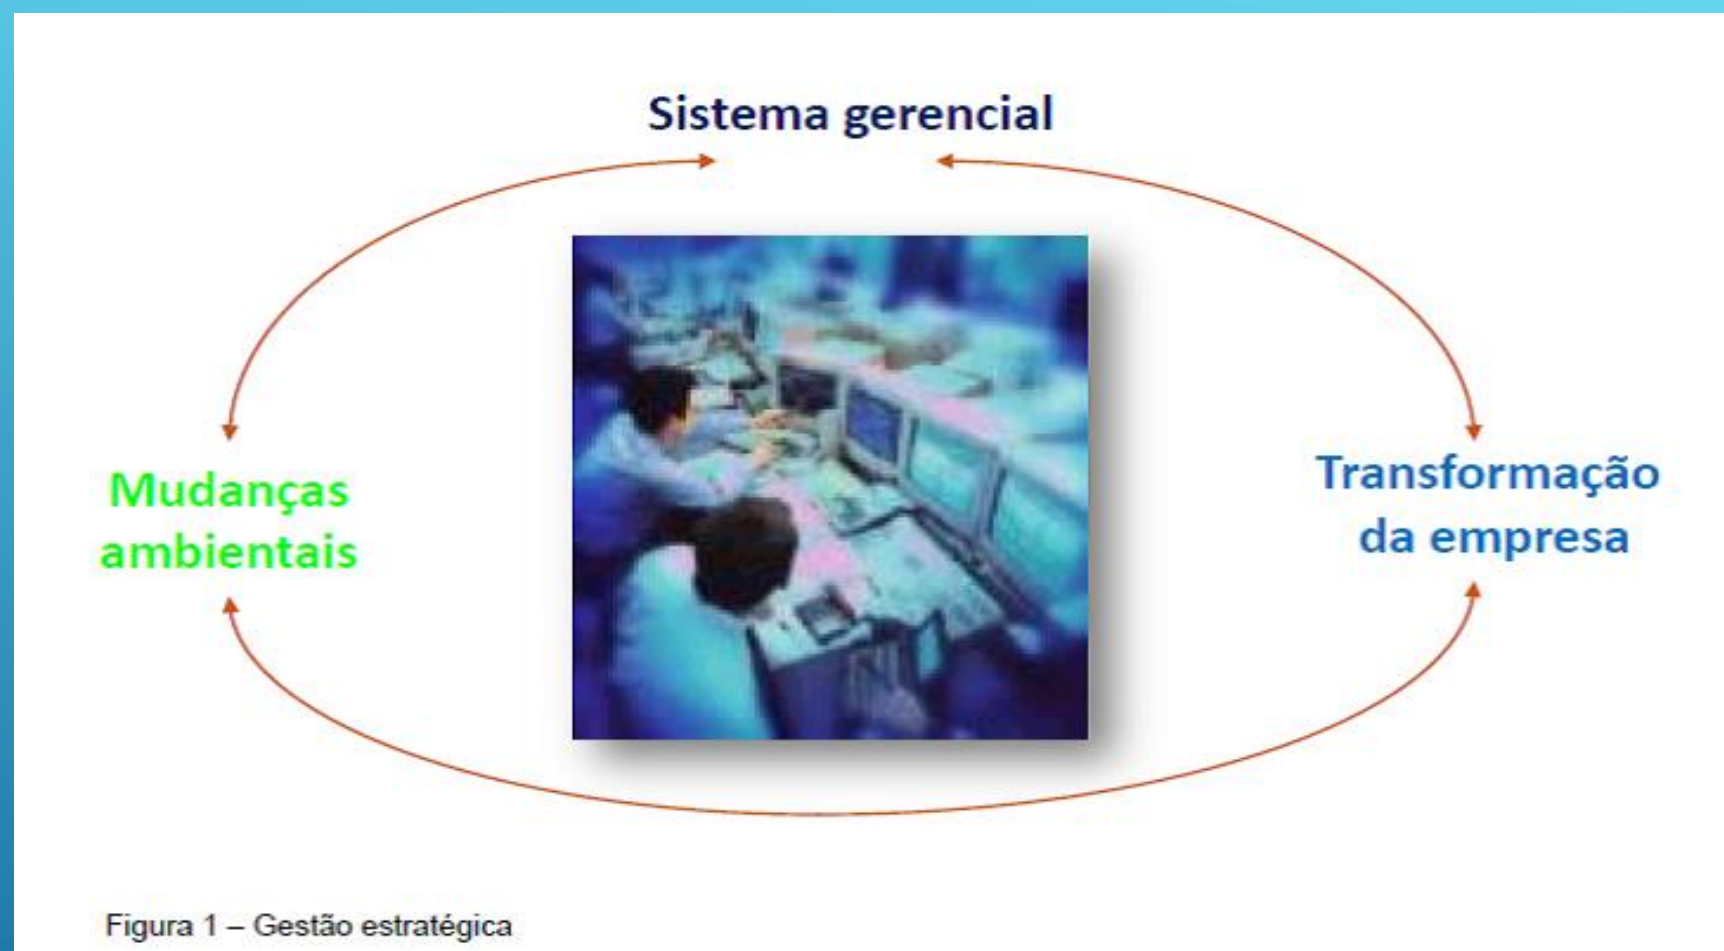 Sistema gerencial
Mudanças
ambientais
Transformação
da empresa
Figura 1 – Gestão estratégica